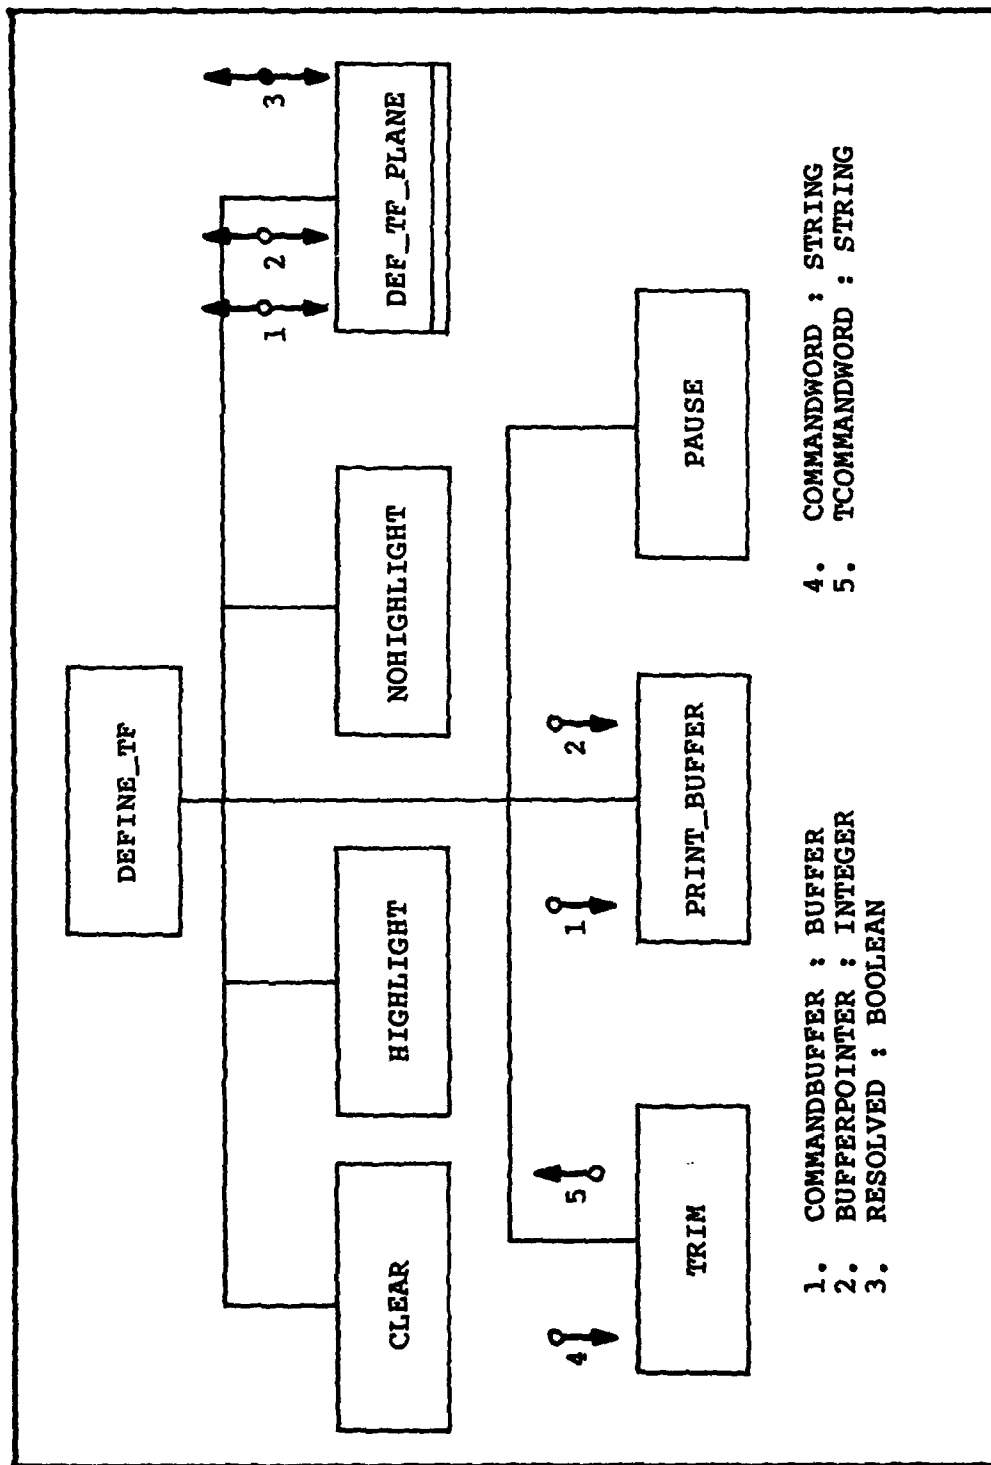 DEFINE_TF
CLEAR
HIGHLIGHT
NOHIGHLIGHT
1
2
3
DEF_TF_PLANE
4
TRIM
5
1
PRINT_BUFFER
2
PAUSE
1. COMMANDBUFFER : BUFFER
2. BUFFERPOINTER : INTEGER
3. RESOLVED : BOOLEAN
4. COMMANDWORD : STRING
5. TCOMMANDWORD : STRING